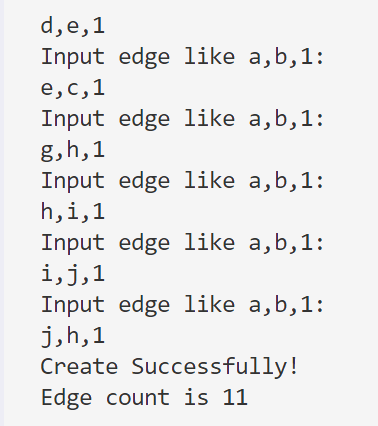 d,e,1
Input edge like a,b,1:
e,c,1
Input edge like a,b,1:
g,h,1
Input edge like a,b,1:
h,i,1
Input edge like a,b,1:
i,j,1
Input edge like a,b,1:
j,h,1
Create Successfully!
Edge count is 11